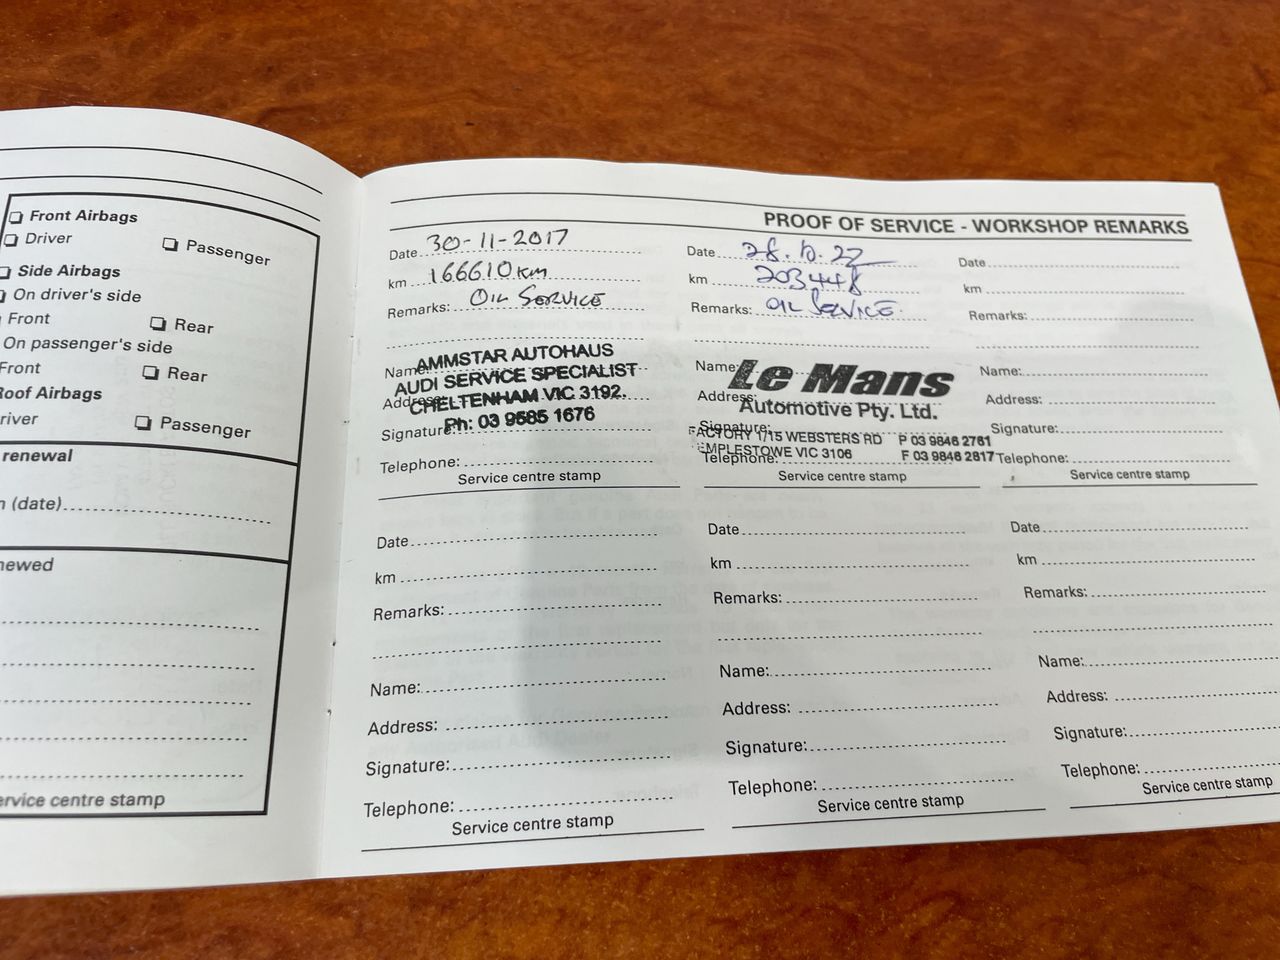 ❏ Front Airbags
❏ Driver ❏ Passenger
❏ Side Airbags
On driver's side
Front ❏ Rear
On passenger's side
Front ❏ Rear
Roof Airbags
river ❏ Passenger
renewal
n (date)
newed
ervice centre stamp
PROOF OF SERVICE - WORKSHOP REMARKS
Date 30-11-2017
km 166610 km
Remarks: OIL SERVICE
Name:
Address:
Signature:
AMMSTAR AUTOHAUS
AUDI SERVICE SPECIALIST
CHELTENHAM VIC 3192.
Ph: 03 9585 1676
Telephone:
Service centre stamp
Date 28. 22
km 203448
Remarks: OIL SERVICE.
Name:
Address:
Signature:
Le Mans
Automotive Pty. Ltd.
FACTORY 1/15 WEBSTERS RD P 03 9846 2761
TEMPLESTOWE VIC 3106 F 03 9846 2817
Telephone:
Service centre stamp
Date
km
Remarks:
Name:
Address:
Signature:
Telephone:
Service centre stamp
Date
km
Remarks:
Name:
Address:
Signature:
Telephone:
Service centre stamp
Date
km
Remarks:
Name:
Address:
Signature:
Telephone:
Service centre stamp
Date
km
Remarks:
Name:
Address:
Signature:
Telephone:
Service centre stamp